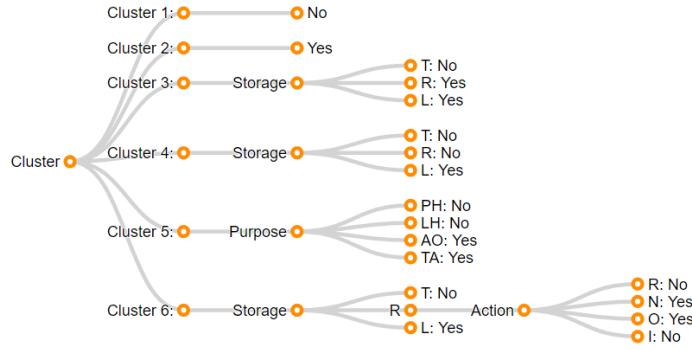 Cluster 1: No
Cluster 2: Yes
Cluster 3: Storage
T: No
R: Yes
L: Yes
Cluster 4: Storage
T: No
R: No
L: Yes
Cluster
Cluster 5: Purpose
PH: No
LH: No
AO: Yes
TA: Yes
Cluster 6: Storage
T: No
R Action
L: Yes
R: No
N: Yes
O: Yes
I: No